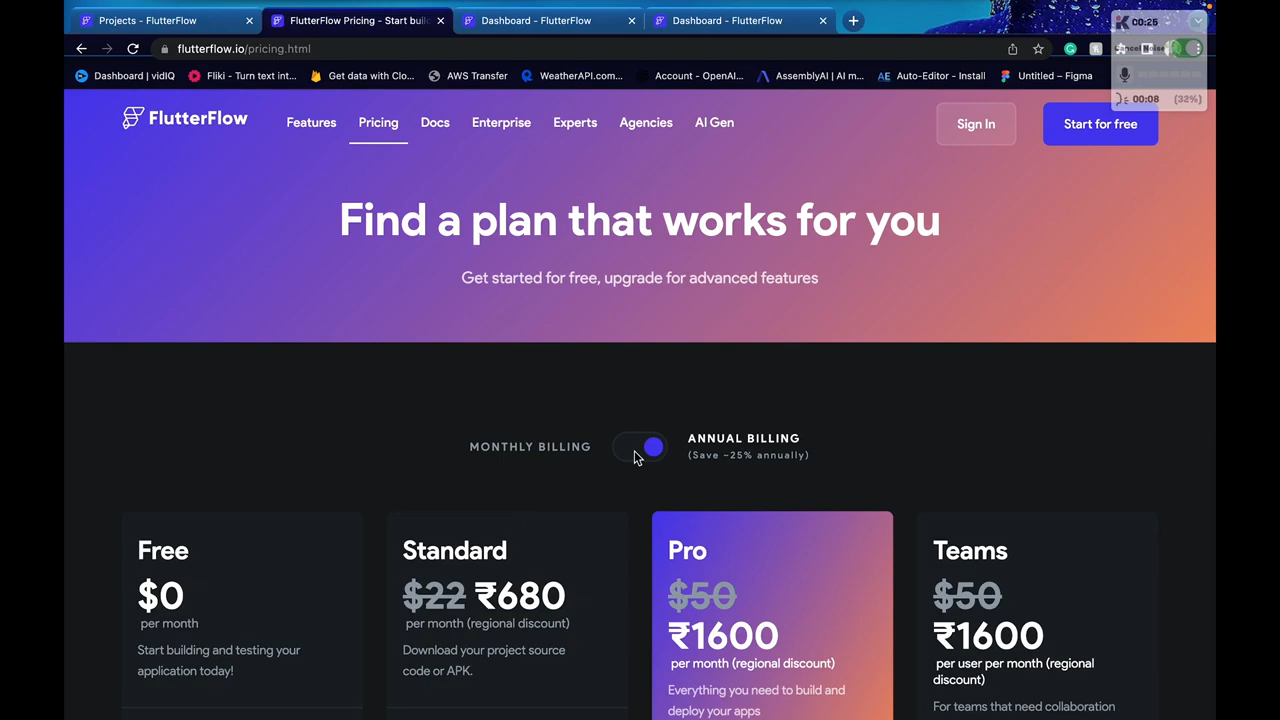 Projects - FlutterFlow
FlutterFlow Pricing - Start buil
Dashboard - FlutterFlow
Dashboard - FlutterFlow
00:25
flutterflow.io/pricing.html
Cancel Noise
Dashboard | vidIQ
Fliki - Turn text int...
Get data with Clo...
AWS Transfer
WeatherAPI.com...
Account - OpenAI...
AssemblyAI | AI m...
AE Auto-Editor - Install
Untitled – Figma
00:08 (32%)
FlutterFlow
Features
Pricing
Docs
Enterprise
Experts
Agencies
AI Gen
Sign In
Start for free
Find a plan that works for you
Get started for free, upgrade for advanced features
MONTHLY BILLING
ANNUAL BILLING
(Save ~25% annually)
Free
$0
per month
Start building and testing your
application today!
Standard
$22 ₹680
per month (regional discount)
Download your project source
code or APK.
Pro
$50
₹1600
per month (regional discount)
Everything you need to build and
deploy your apps
Teams
$50
₹1600
per user per month (regional
discount)
For teams that need collaboration